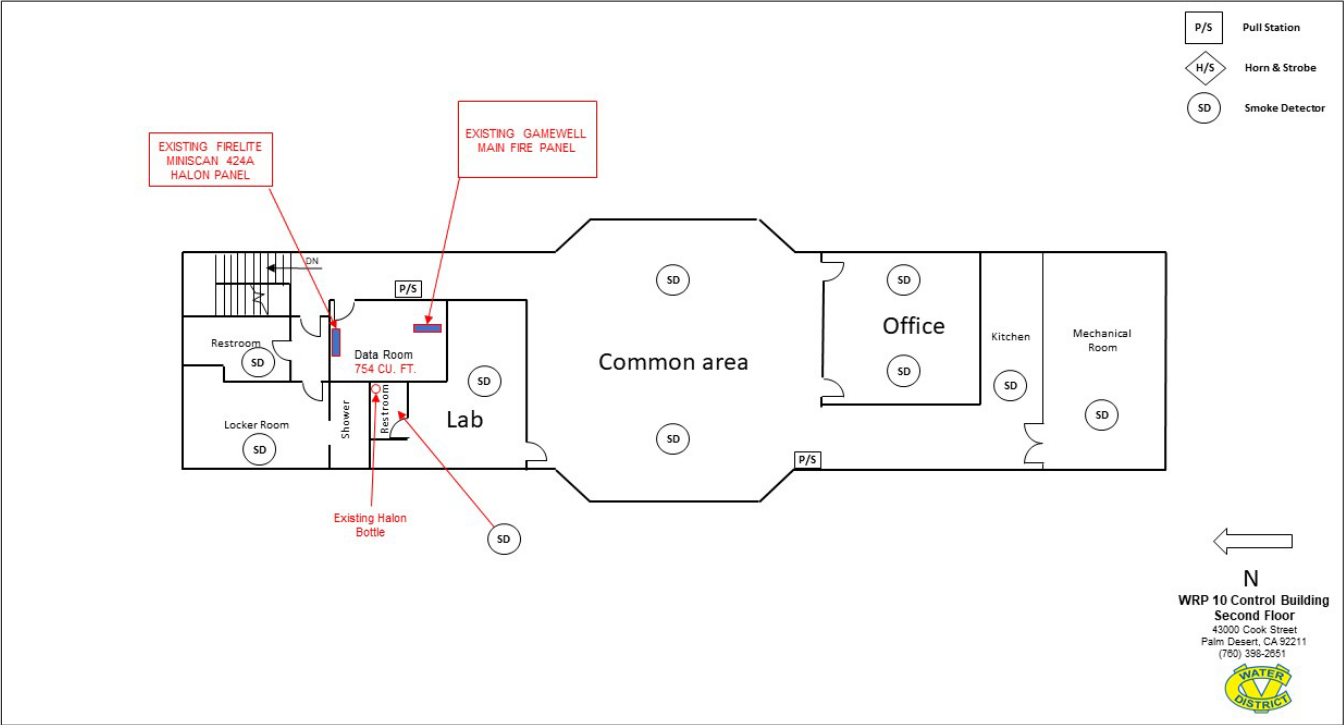 P/S Pull Station
H/S Horn & Strobe
SD Smoke Detector
EXISTING GAMEWELL
MAIN FIRE PANEL
EXISTING FIRELITE
MINISCAN 424A
HALON PANEL
DN
P/S
SD
SD
Office
Restroom
SD
Data Room
754 CU. FT.
Common area
Kitchen
Mechanical
Room
SD
SD
SD
Restroom
Shower
Lab
SD
Locker Room
SD
SD
P/S
Existing Halon
Bottle
SD
N
WRP 10 Control Building
Second Floor
43000 Cook Street
Palm Desert, CA 92211
(760) 398-2651
CV
WATER
DISTRICT